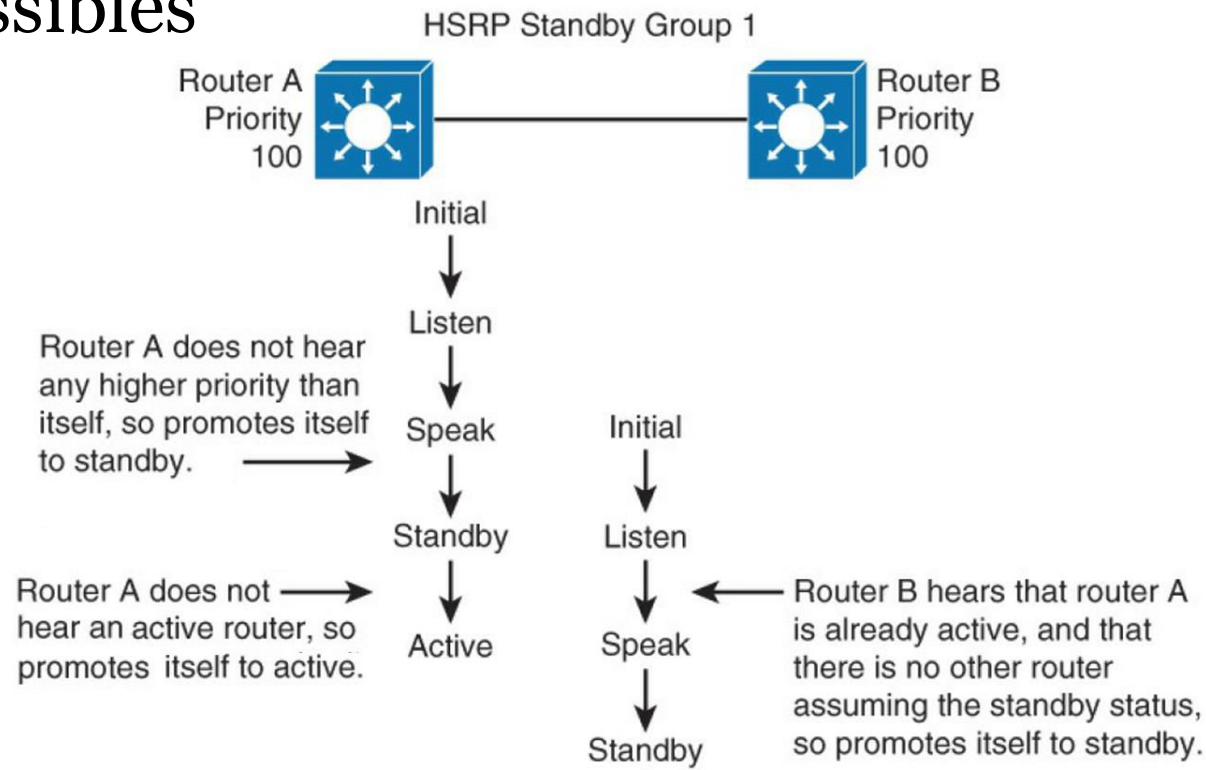 ssibles
HSRP Standby Group 1
Router A
Priority
100
Router B
Priority
100
Initial
Listen
Speak
Standby
Active
Router A does not hear
any higher priority than
itself, so promotes itself
to standby.
Router A does not
hear an active router, so
promotes itself to active.
Initial
Listen
Speak
Standby
Router B hears that router A
is already active, and that
there is no other router
assuming the standby status,
so promotes itself to standby.